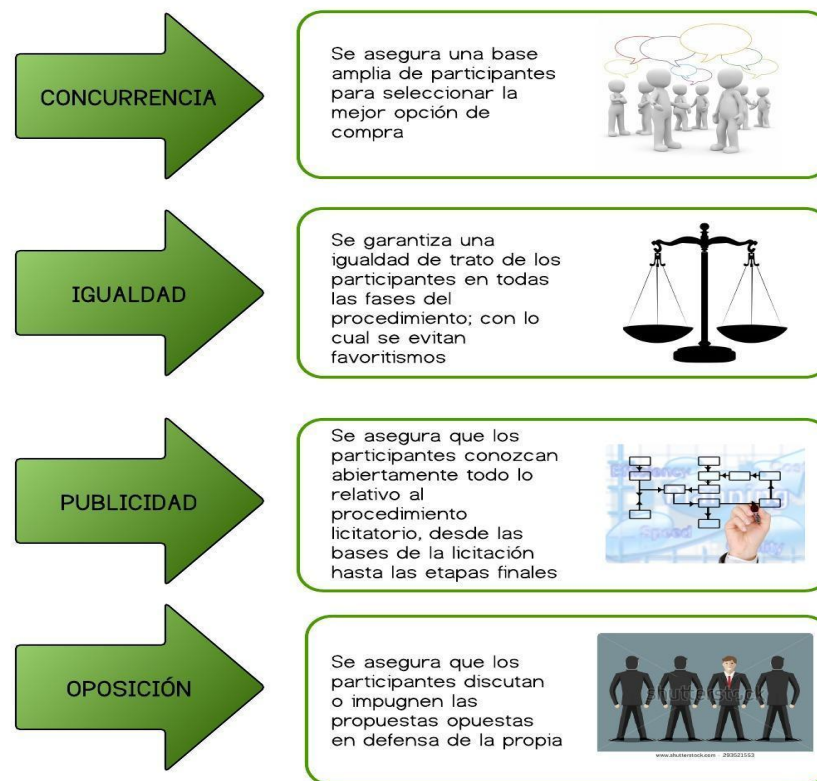 CONCURRENCIA
Se asegura una base
amplia de participantes
para seleccionar la
mejor opción de
compra
IGUALDAD
Se garantiza una
igualdad de trato de los
participantes en todas
las fases del
procedimiento; con lo
cual se evitan
favoritismos
PUBLICIDAD
Se asegura que los
participantes conozcan
abiertamente todo lo
relativo al
procedimiento
licitatorio, desde las
bases de la licitación
hasta las etapas finales
Efficiency
Planning
Speed
OPOSICIÓN
Se asegura que los
participantes discutan
o impugnen las
propuestas opuestas
en defensa de la propia
shutterstock
www.shutterstock.com · 293521553